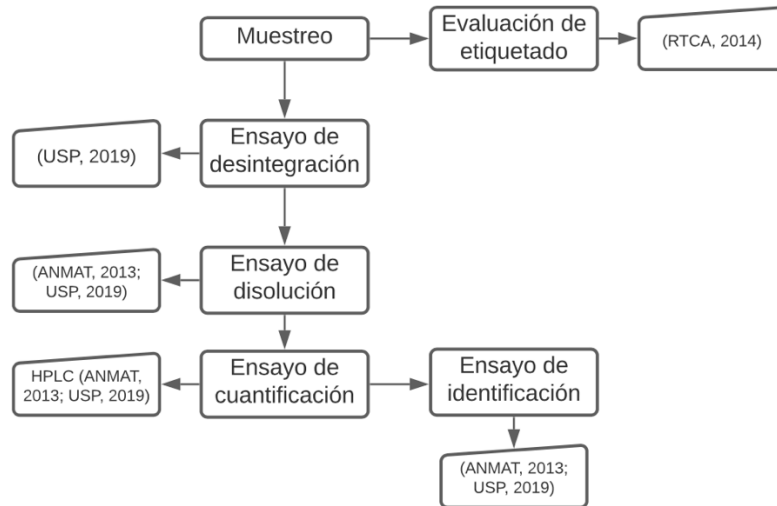 Muestreo
Evaluación de
etiquetado
(RTCA, 2014)
(USP, 2019)
Ensayo de
desintegración
(ANMAT, 2013;
USP, 2019)
Ensayo de
disolución
HPLC (ANMAT,
2013; USP, 2019)
Ensayo de
cuantificación
Ensayo de
identificación
(ANMAT, 2013;
USP, 2019)